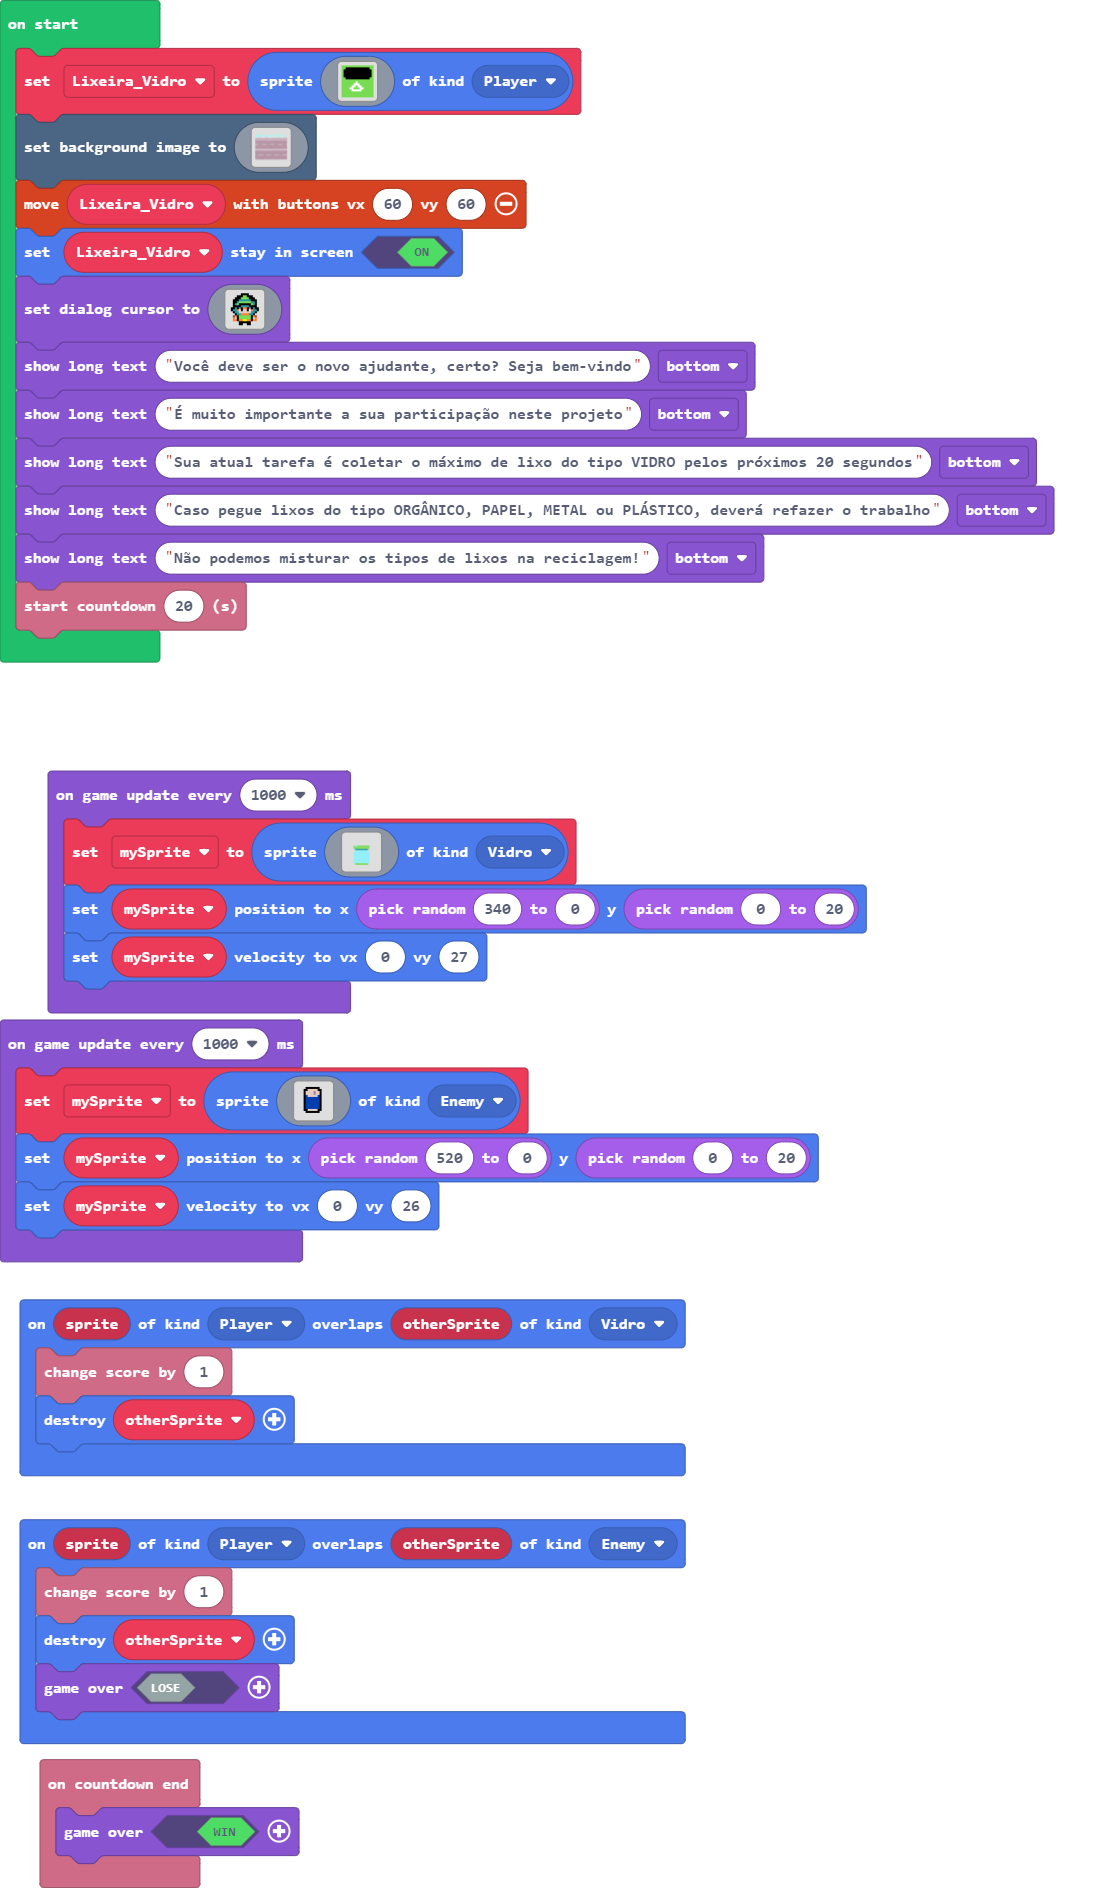 on start
set Lixeira_Vidro to sprite of kind Player
set background image to
move Lixeira_Vidro with buttons vx 60 vy 60
set Lixeira_Vidro stay in screen ON
set dialog cursor to
show long text "Você deve ser o novo ajudante, certo? Seja bem-vindo" bottom
show long text "É muito importante a sua participação neste projeto" bottom
show long text "Sua atual tarefa é coletar o máximo de lixo do tipo VIDRO pelos próximos 20 segundos" bottom
show long text "Caso pegue lixos do tipo ORGÂNICO, PAPEL, METAL ou PLÁSTICO, deverá refazer o trabalho" bottom
show long text "Não podemos misturar os tipos de lixos na reciclagem!" bottom
start countdown 20 (s)
on game update every 1000 ms
set mySprite to sprite of kind Vidro
set mySprite position to x pick random 340 to 0 y pick random 0 to 20
set mySprite velocity to vx 0 vy 27
on game update every 1000 ms
set mySprite to sprite of kind Enemy
set mySprite position to x pick random 520 to 0 y pick random 0 to 20
set mySprite velocity to vx 0 vy 26
on sprite of kind Player overlaps otherSprite of kind Vidro
change score by 1
destroy otherSprite
on sprite of kind Player overlaps otherSprite of kind Enemy
change score by 1
destroy otherSprite
game over LOSE
on countdown end
game over WIN